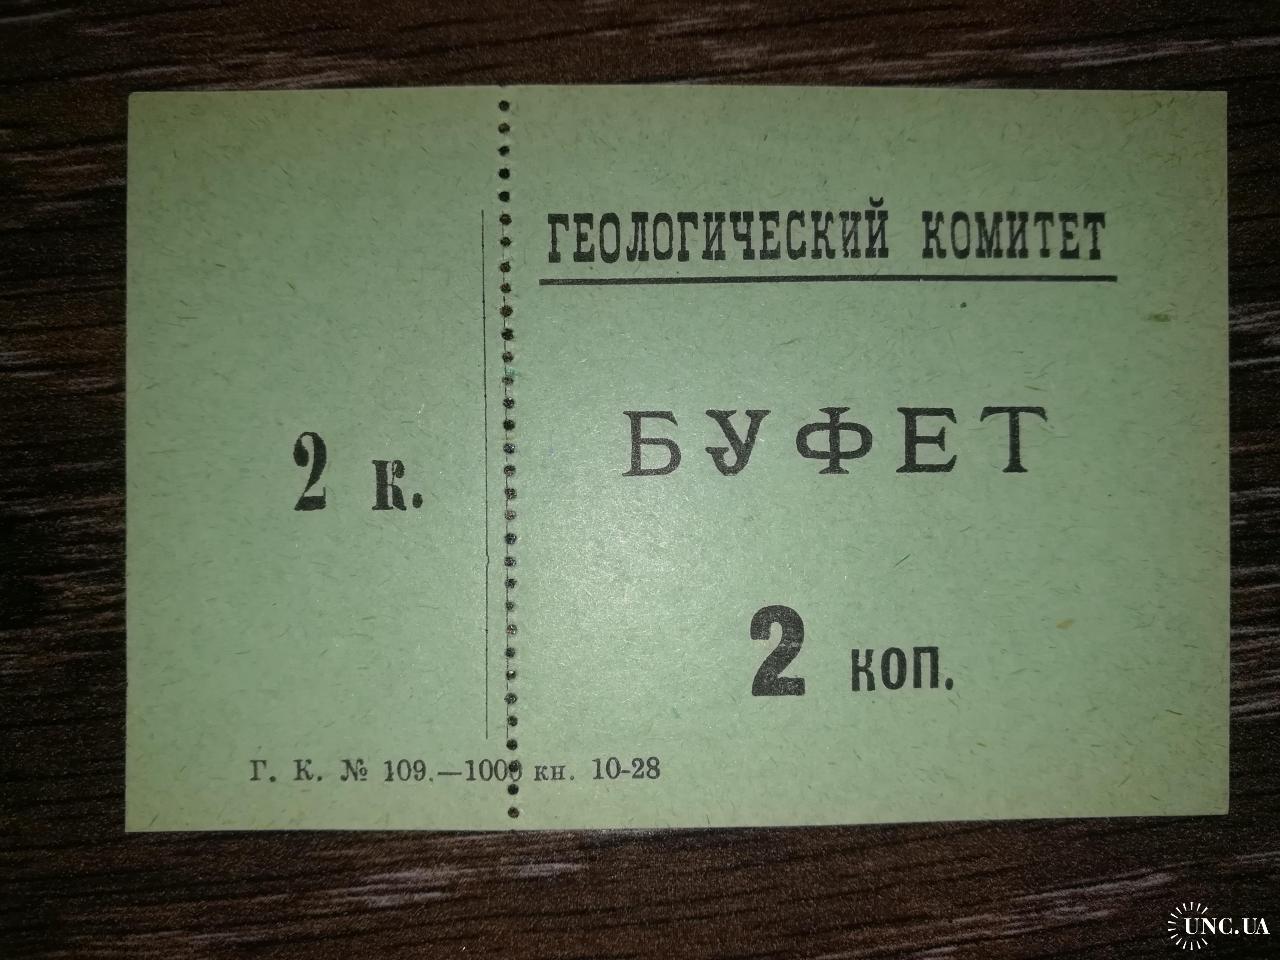 ГЕОЛОГИЧЕСКИЙ КОМИТЕТ
БУФЕТ
2 к.
2 коп.
Г. К. № 109.—1000 кн. 10-28
UNC.UA